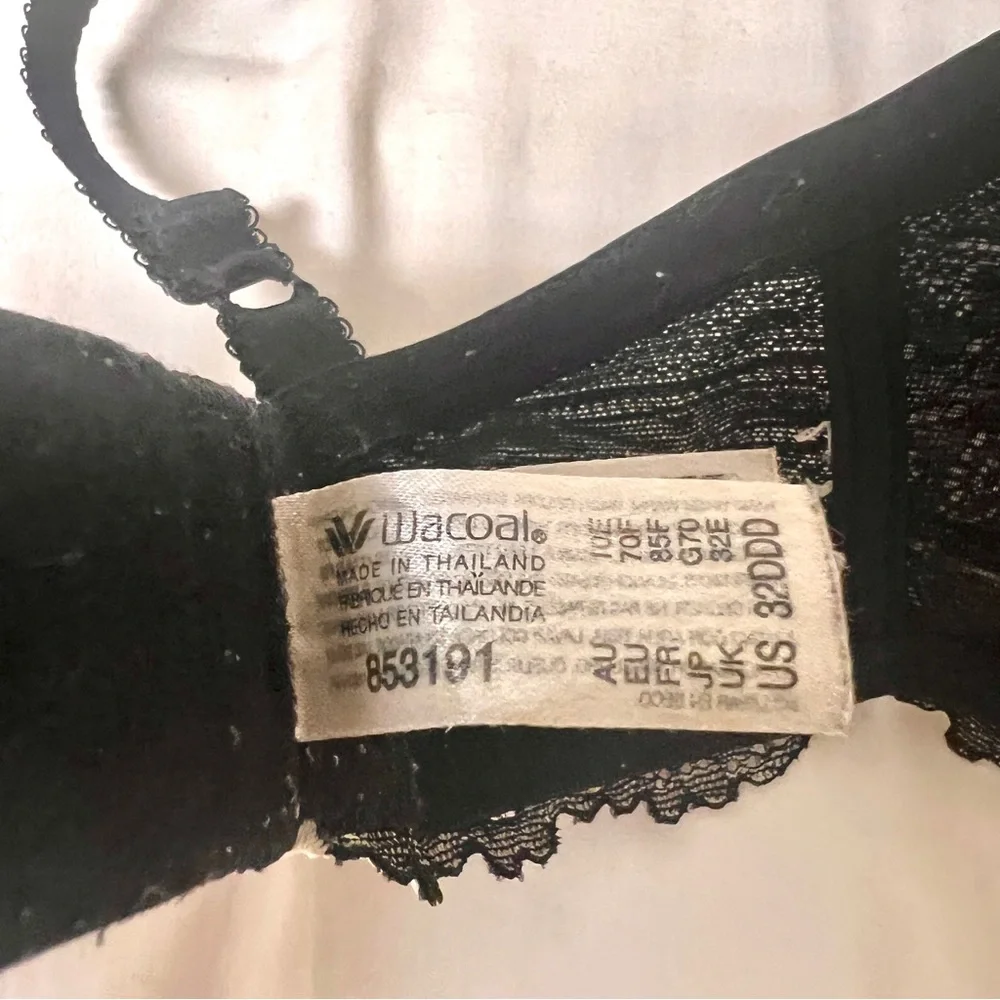 Wacoal®
MADE IN THAILAND
FABRIQUÉ EN THAÏLANDE
HECHO EN TAILANDIA
853191
AU 10E
EU 70F
FR 85F
JP G70
UK 32E
US 32DDD